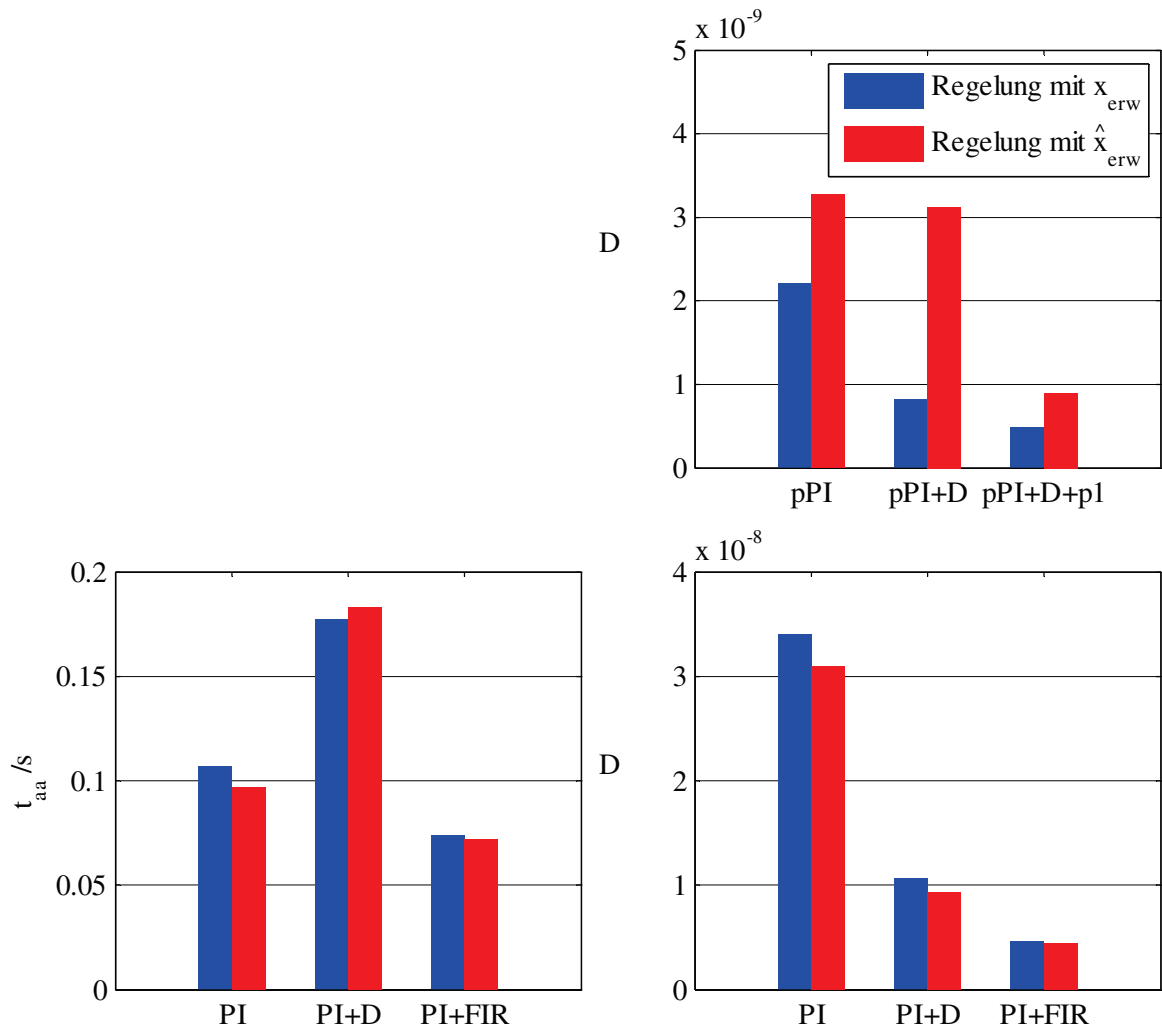 x 10^-9
5
Regelung mit x_erw
Regelung mit x̂_erw
4
3
D
2
1
0
pPI pPI+D pPI+D+p1
0.2
0.15
t_aa/s
0.1
0.05
0
PI PI+D PI+FIR
x 10^-8
4
3
D
2
1
0
PI PI+D PI+FIR